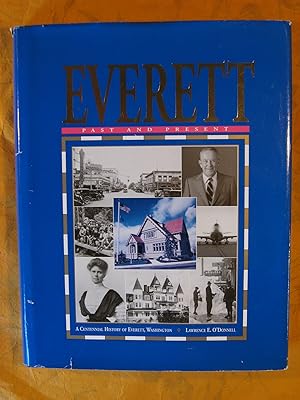 EVERETT
PAST AND PRESENT
A CENTENNIAL HISTORY OF EVERETT, WASHINGTON ◊ LAWRENCE E. O'DONNELL